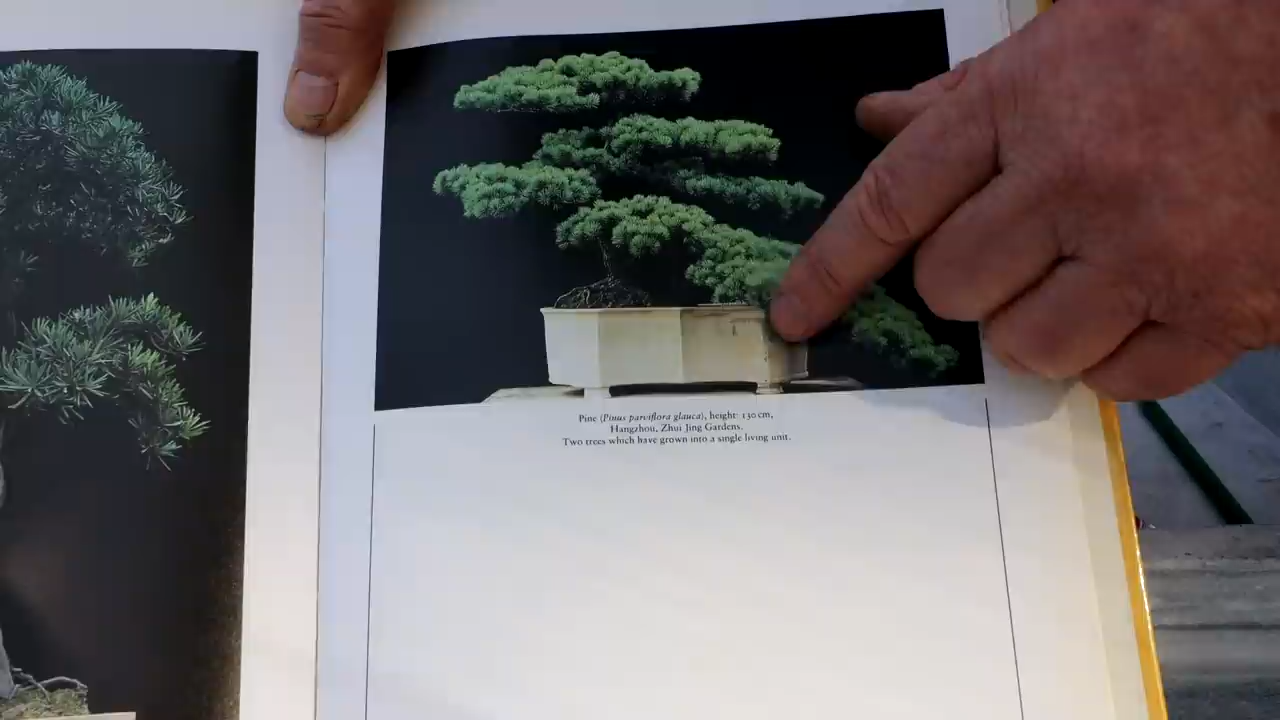 Pine (Pinus parviflora glauca), height: 130 cm,
Hangzhou, Zhui Jing Gardens.
Two trees which have grown into a single living unit.